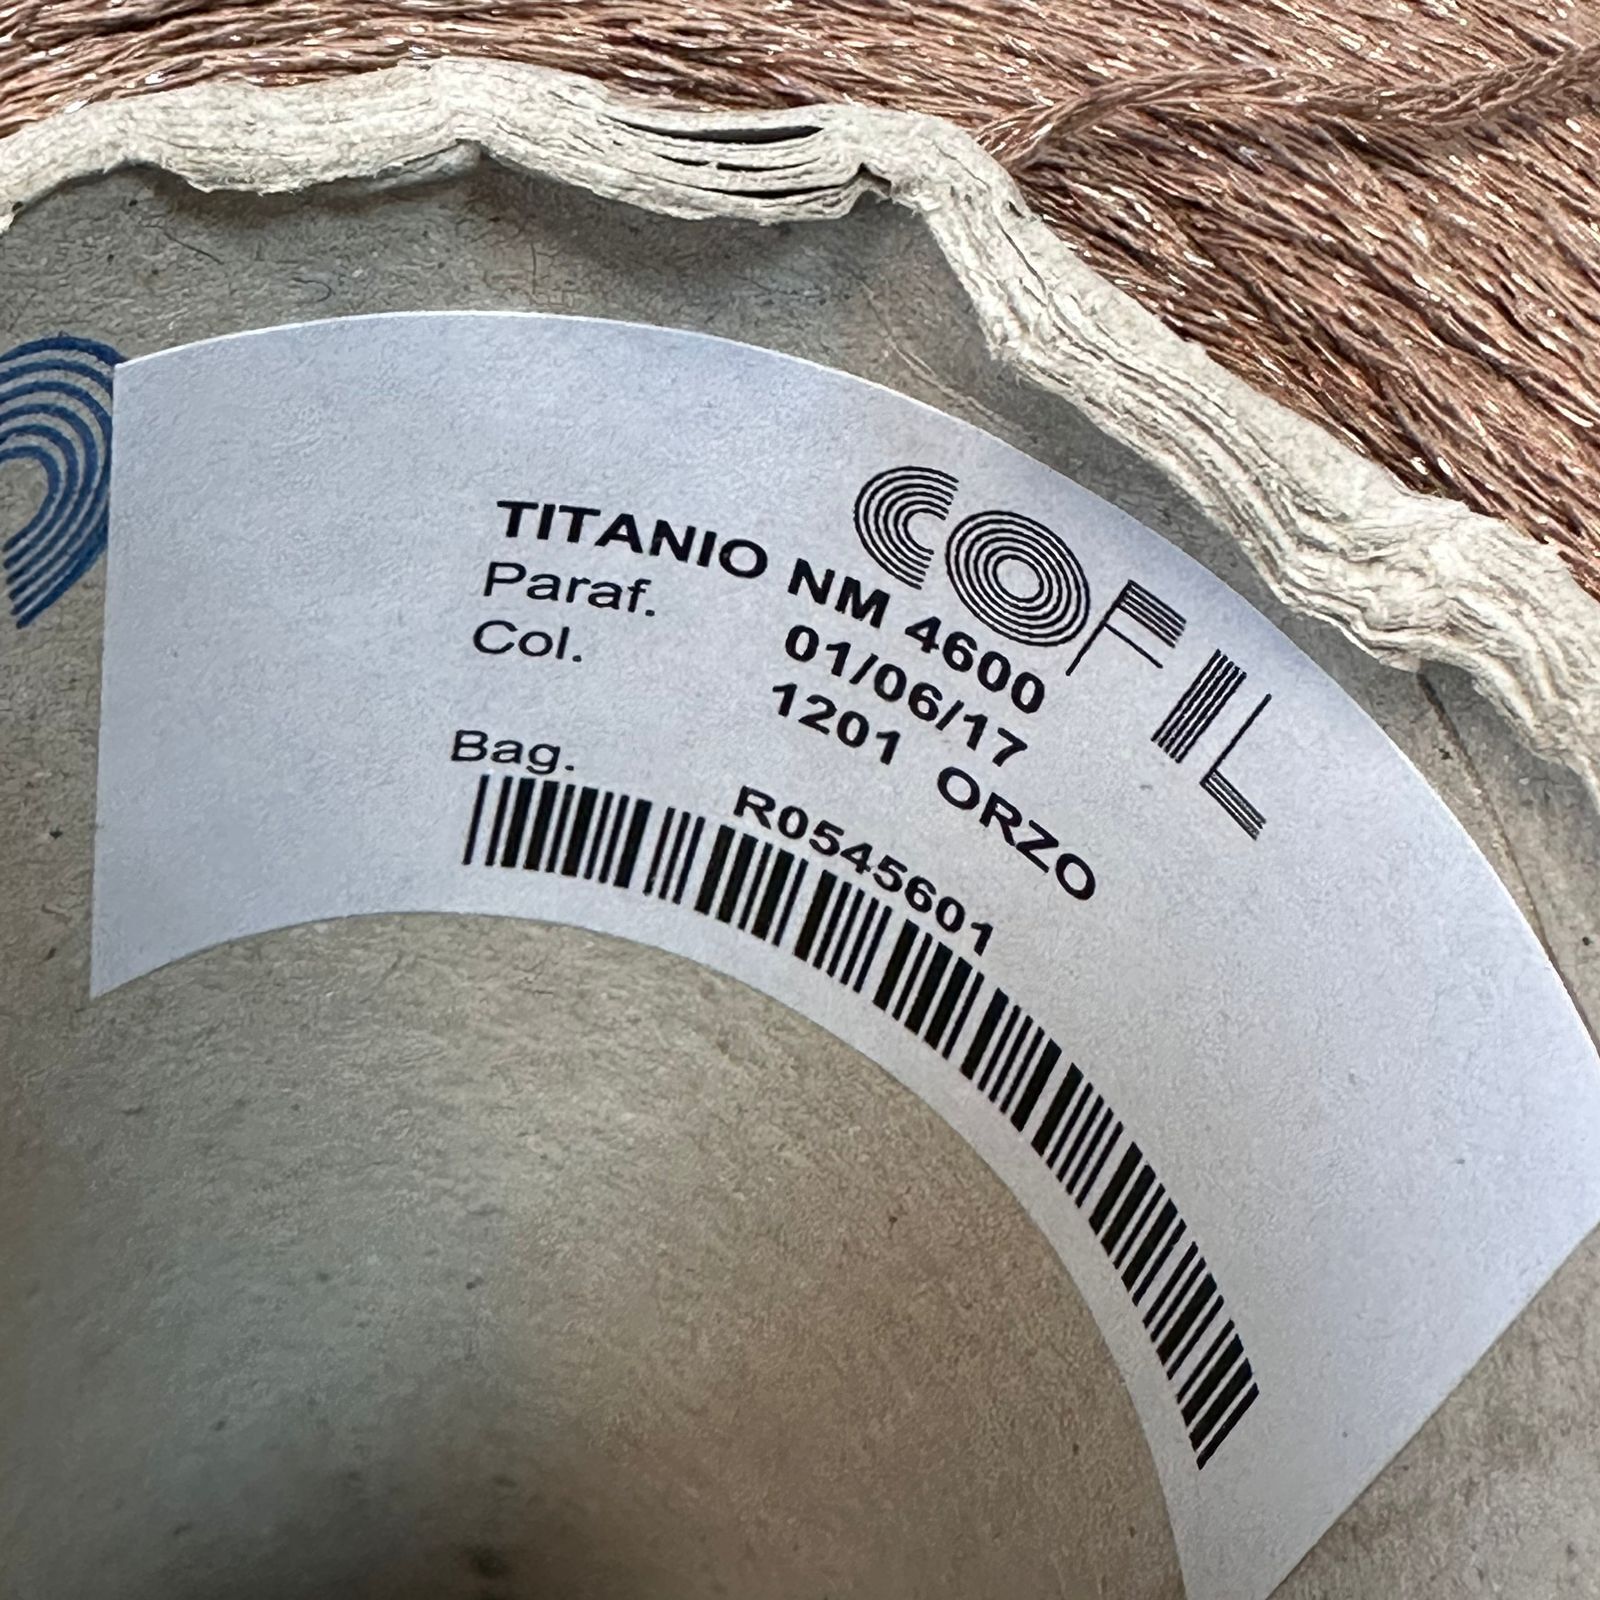 COFIL
TITANIO NM 4600
Paraf. 01/06/17
Col. 1201 ORZO
Bag. R0545601